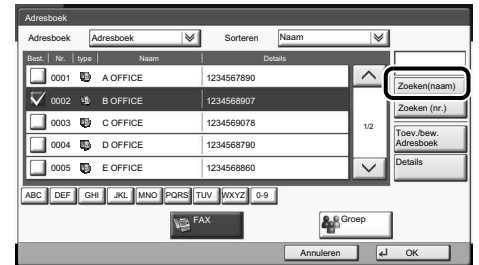 Adresboek
Adresboek Adresboek Sorteren Naam
Best. Nr. type Naam Details
0001 A OFFICE 1234567890
0002 B OFFICE 1234568907
0003 C OFFICE 1234569078
0004 D OFFICE 1234568790
0005 E OFFICE 1234568860
1/2
Zoeken(naam)
Zoeken (nr.)
Toev./bew.
Adresboek
Details
ABC DEF GHI JKL MNO PQRS TUV WXYZ 0-9
FAX Groep
Annuleren OK